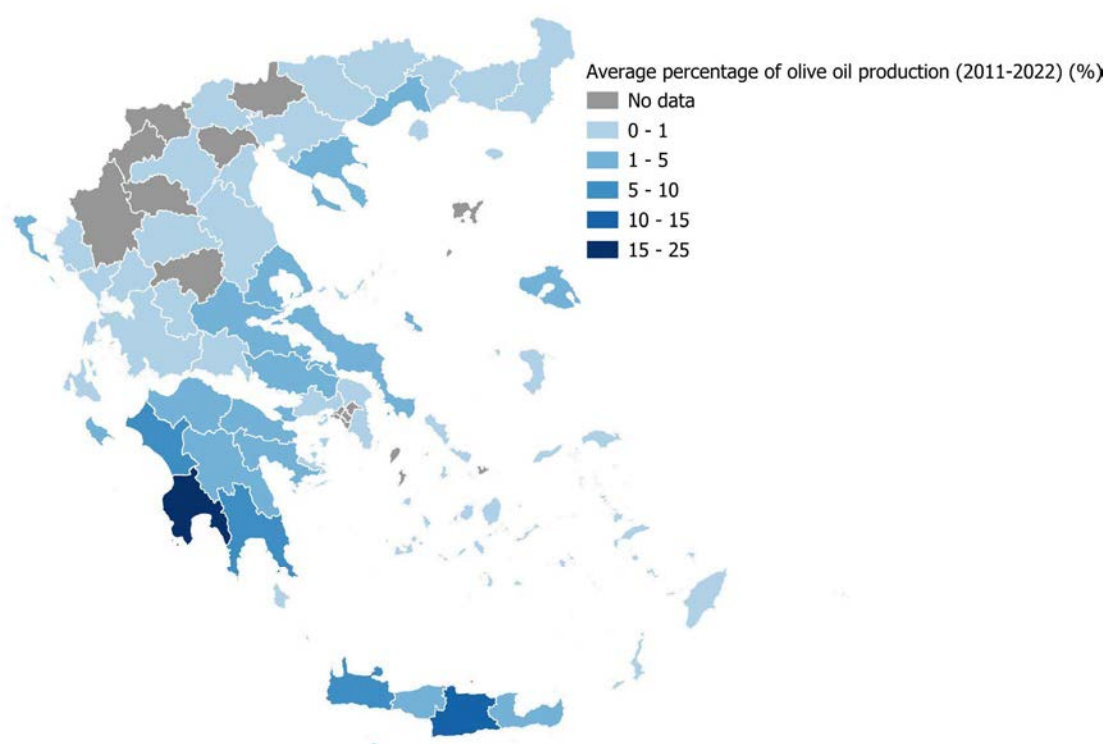 Average percentage of olive oil production (2011-2022) (%)
No data
0 - 1
1 - 5
5 - 10
10 - 15
15 - 25